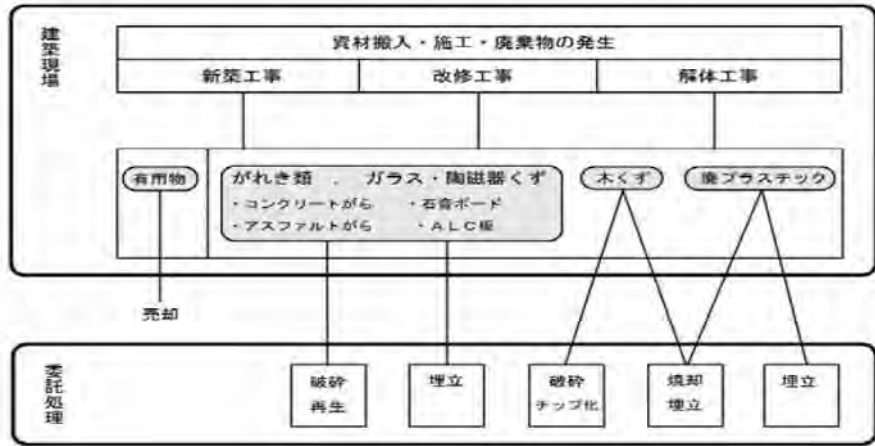 建築現場
資材搬入・施工・廃棄物の発生
新築工事
改修工事
解体工事
有用物
がれき類 . ガラス・陶磁器くず
・コンクリートがら ・石膏ボード
・アスファルトがら ・ALC板
木くず
廃プラスチック
売却
委託処理
破砕
再生
埋立
破砕
チップ化
焼却
埋立
埋立